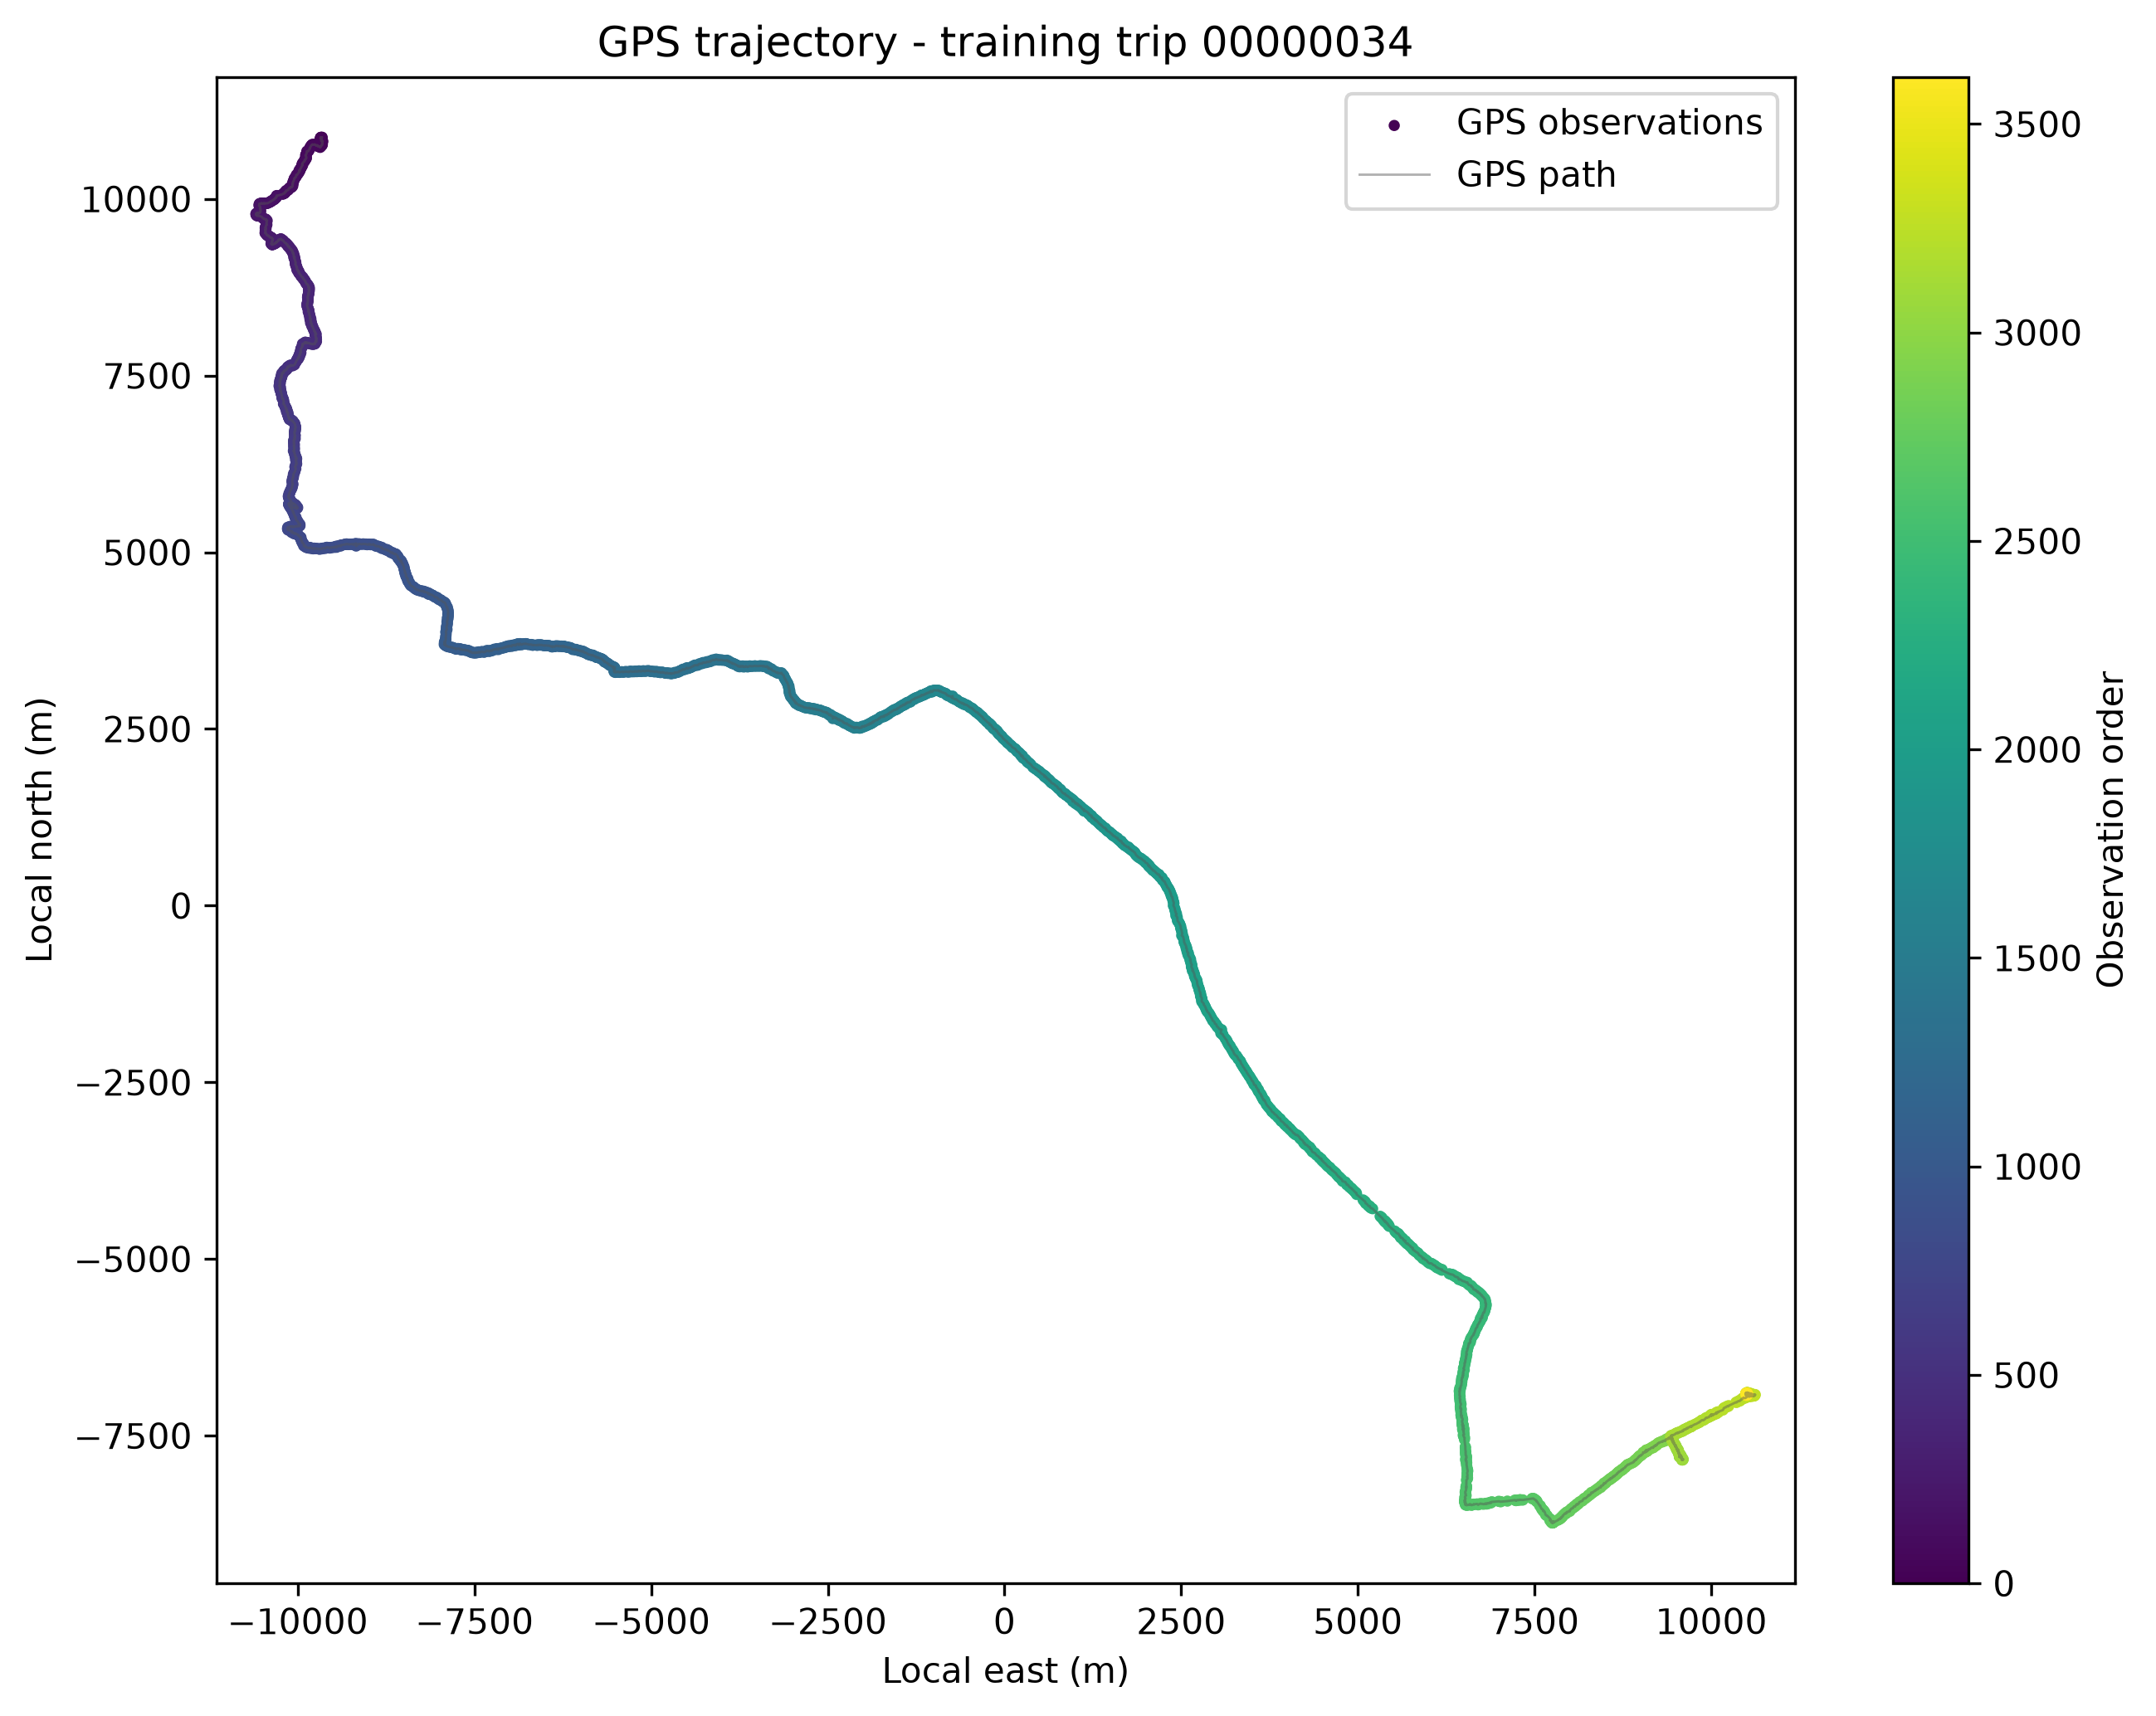 GPS trajectory - training trip 00000034
GPS observations
GPS path
10000
7500
5000
2500
0
−2500
−5000
−7500
Local north (m)
−10000 −7500 −5000 −2500 0 2500 5000 7500 10000
Local east (m)
3500
3000
2500
2000
1500
1000
500
0
Observation order